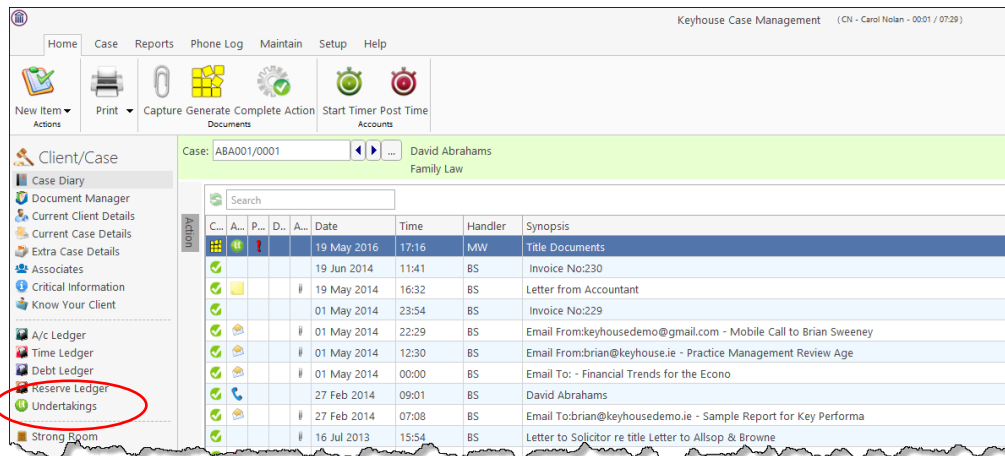 Keyhouse Case Management (CN - Carol Nolan - 00:01 / 07:29)
Home Case Reports Phone Log Maintain Setup Help
New Item Print Capture Generate Complete Action Start Timer Post Time
Actions Documents Accounts
Client/Case
Case Diary
Document Manager
Current Client Details
Current Case Details
Extra Case Details
Associates
Critical Information
Know Your Client
A/c Ledger
Time Ledger
Debt Ledger
Reserve Ledger
Undertakings
Strong Room
Case: ABA001/0001 ... David Abrahams
Family Law
Action
Search
C... A... P... D.. A... Date Time Handler Synopsis
19 May 2016 17:16 MW Title Documents
19 Jun 2014 11:41 BS Invoice No:230
19 May 2014 16:32 BS Letter from Accountant
01 May 2014 23:54 BS Invoice No:229
01 May 2014 22:29 BS Email From:keyhousedemo@gmail.com - Mobile Call to Brian Sweeney
01 May 2014 12:30 BS Email From:brian@keyhouse.ie - Practice Management Review Age
01 May 2014 00:00 BS Email To: - Financial Trends for the Econo
27 Feb 2014 09:01 BS David Abrahams
27 Feb 2014 07:08 BS Email To:brian@keyhousedemo.ie - Sample Report for Key Performa
16 Jul 2013 15:54 BS Letter to Solicitor re title Letter to Allsop & Browne